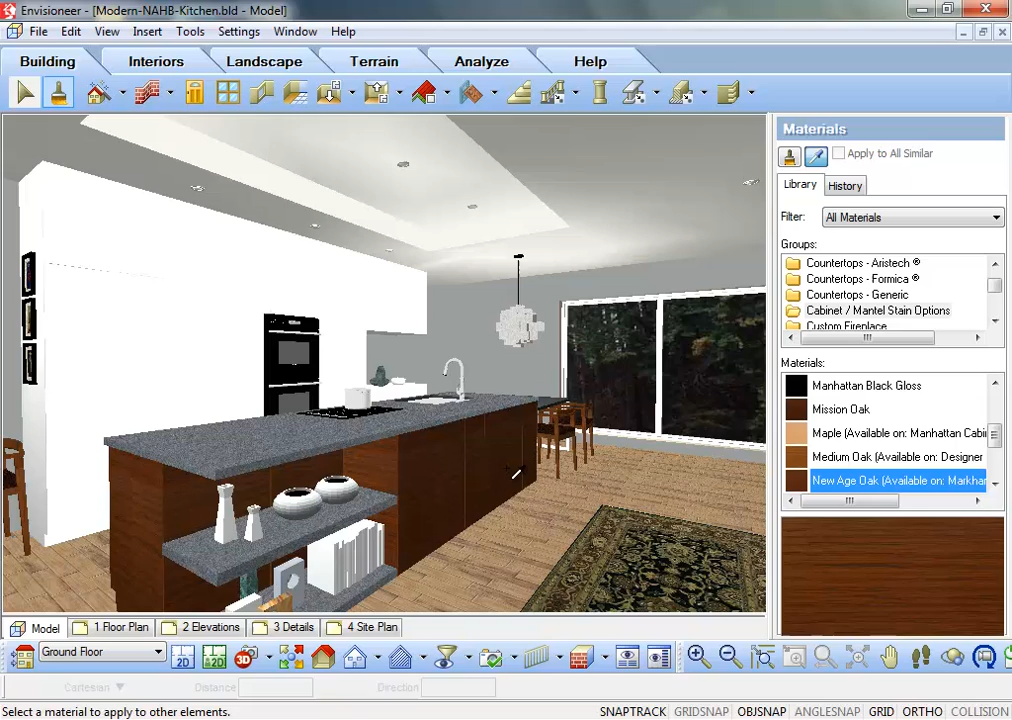 Envisioneer - [Modern-NAHB-Kitchen.bld - Model]
File Edit View Insert Tools Settings Window Help
Building Interiors Landscape Terrain Analyze Help
Materials
Apply to All Similar
Library History
Filter: All Materials
Groups:
Countertops - Aristech ®
Countertops - Formica ®
Countertops - Generic
Cabinet / Mantel Stain Options
Custom Fireplace
Materials:
Manhattan Black Gloss
Mission Oak
Maple (Available on: Manhattan Cabi
Medium Oak (Available on: Designer
New Age Oak (Available on: Markhar
Model 1 Floor Plan 2 Elevations 3 Details 4 Site Plan
Ground Floor 2D 2D 3D
Cartesian Distance Direction
Select a material to apply to other elements. SNAPTRACK GRIDSNAP OBJSNAP ANGLESNAP GRID ORTHO COLLISION